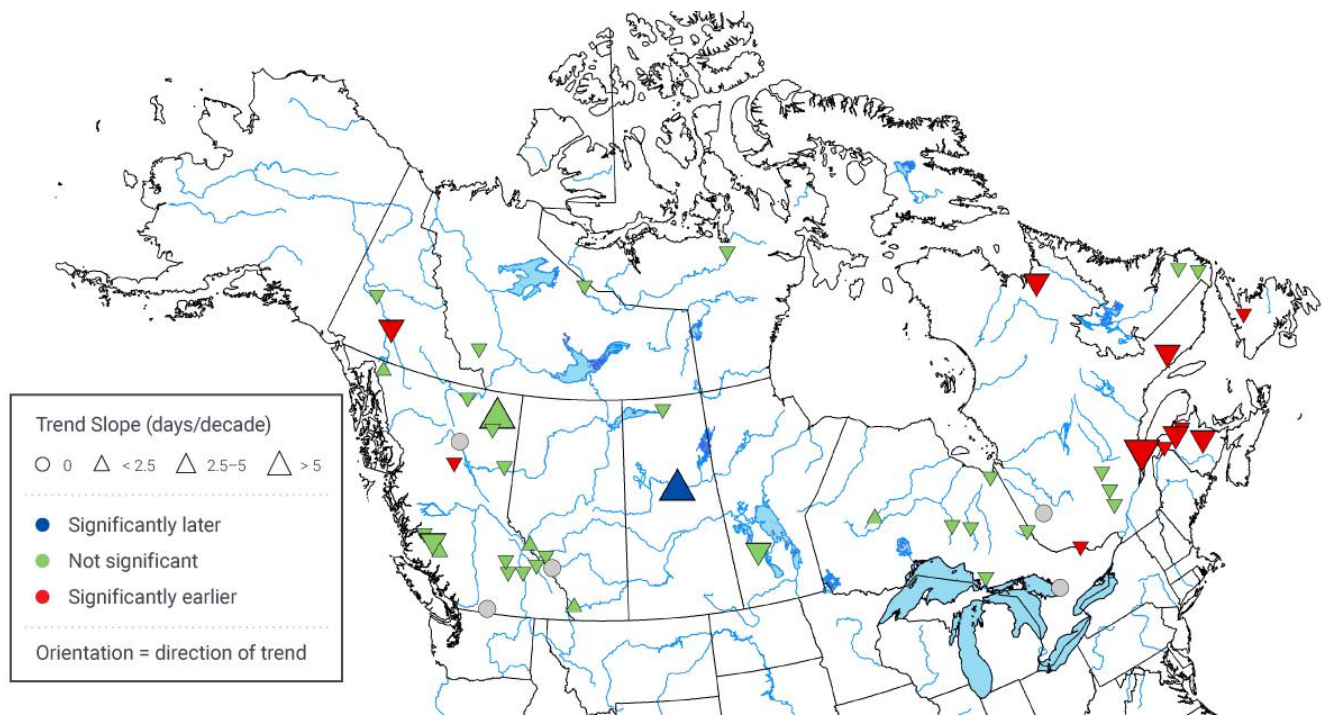 Trend Slope (days/decade)
0 < 2.5 2.5–5 > 5
Significantly later
Not significant
Significantly earlier
Orientation = direction of trend